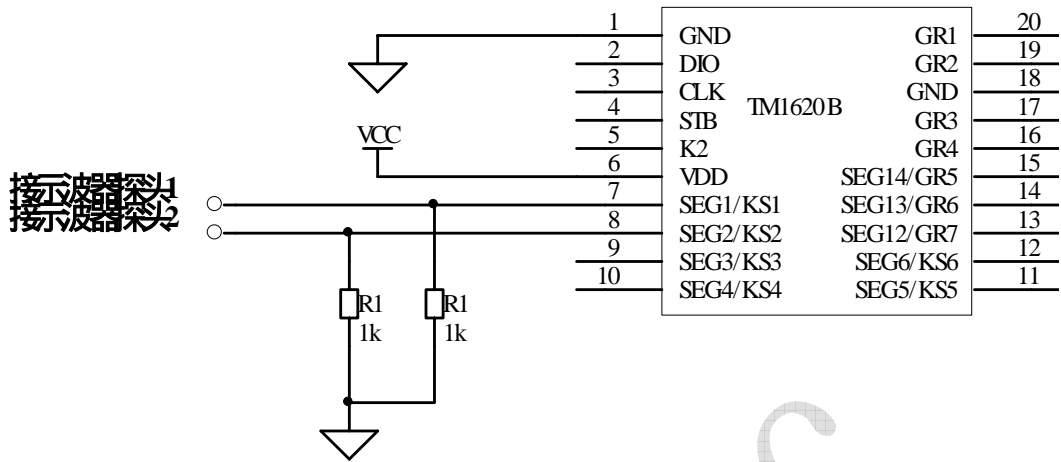 接示波器探头1
接示波器探头2
VCC
R1
1k
R1
1k
TM1620B
1 GND
2 DIO
3 CLK
4 STB
5 K2
6 VDD
7 SEG1/KS1
8 SEG2/KS2
9 SEG3/KS3
10 SEG4/KS4
GR1 20
GR2 19
GND 18
GR3 17
GR4 16
SEG14/GR5 15
SEG13/GR6 14
SEG12/GR7 13
SEG6/KS6 12
SEG5/KS5 11